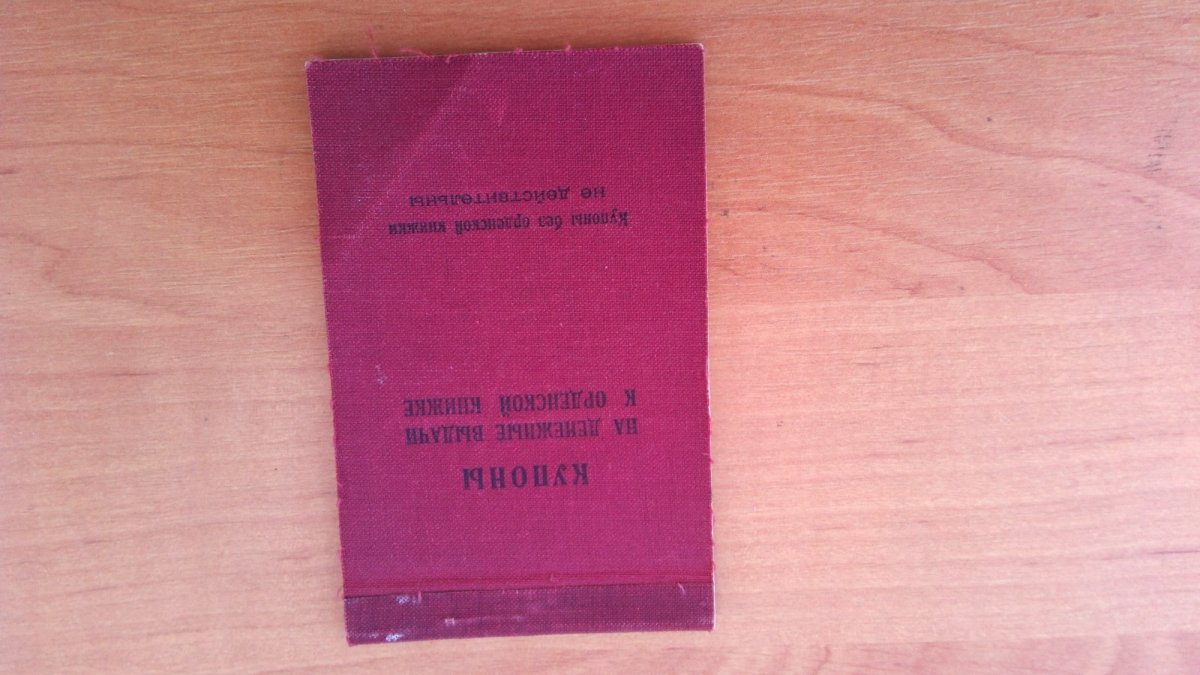 КУПОНЫ
НА ДЕНЕЖНЫЕ ВЫДАЧИ
К ОРДЕНСКОЙ КНИЖКЕ
Купоны без орденской книжки
не действительны